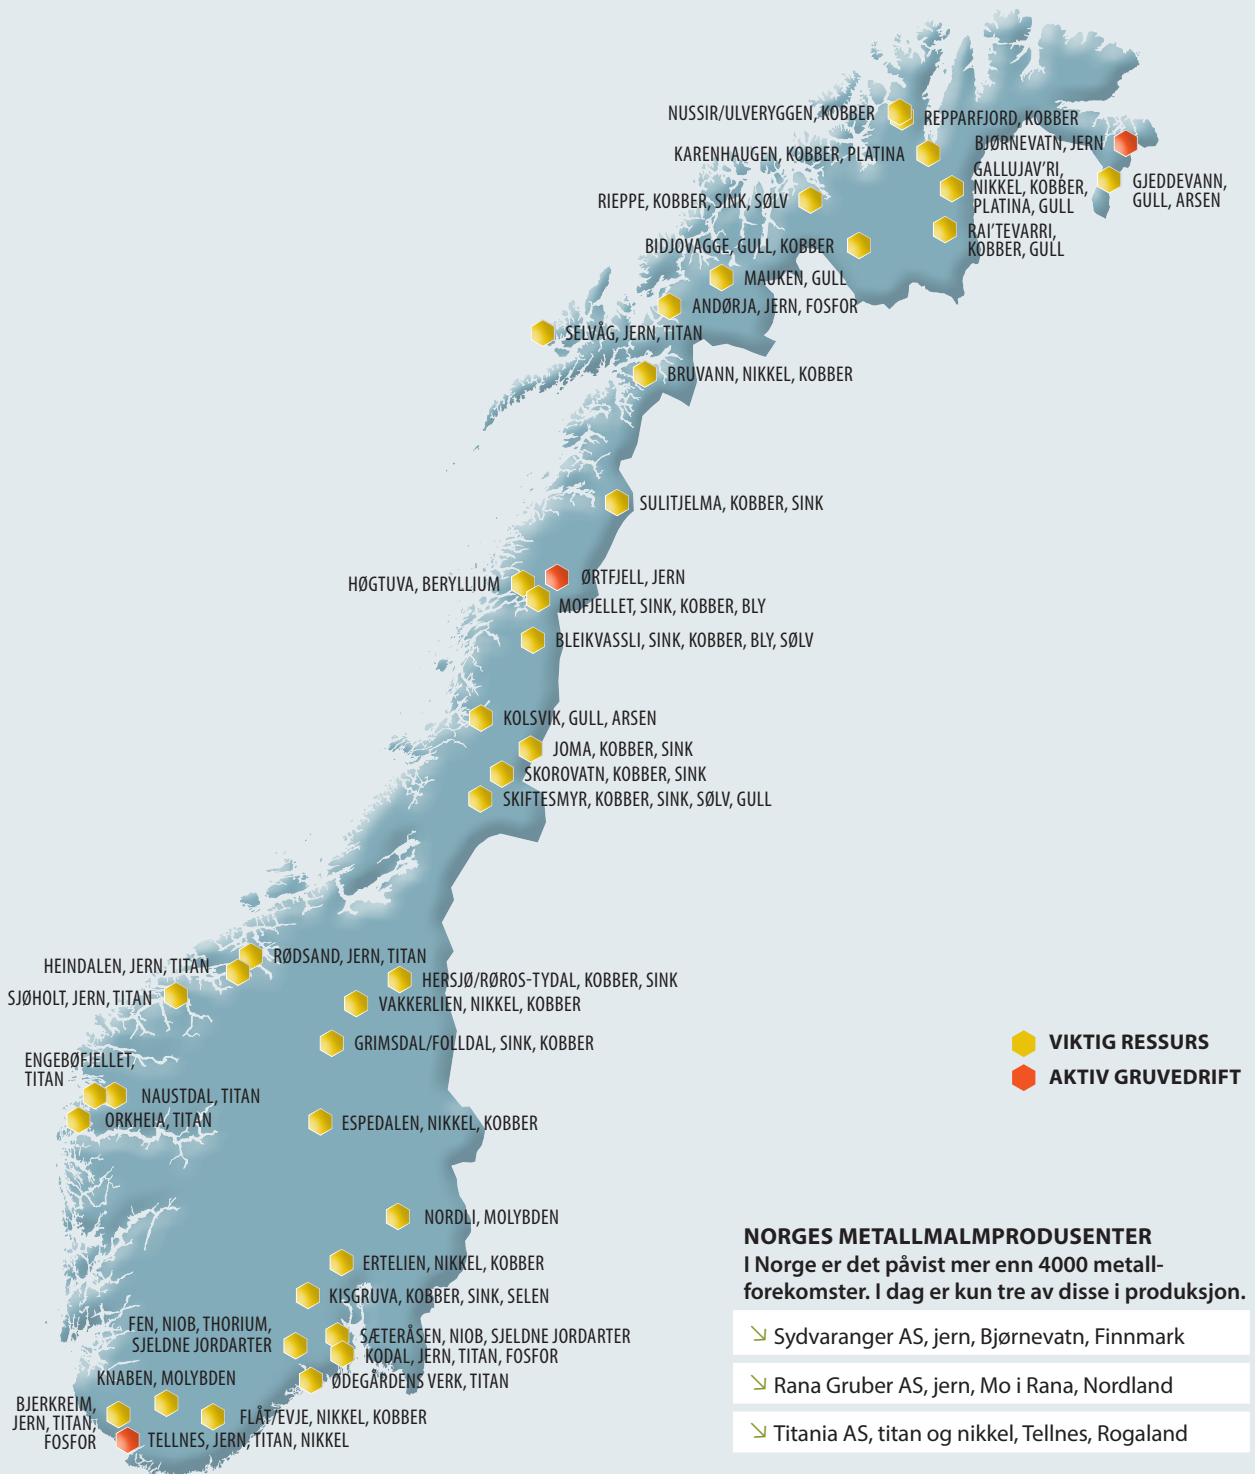 NUSSIR/ULVERYGGEN, KOBBER
REPPARFJORD, KOBBER
BJØRNEVATN, JERN
KARENHAUGEN, KOBBER, PLATINA
GALLUJAV'RI,
NIKKEL, KOBBER,
PLATINA, GULL
GJEDDEVANN,
GULL, ARSEN
RIEPPE, KOBBER, SINK, SØLV
RAI'TEVARRI,
KOBBER, GULL
BIDJOVAGGE, GULL, KOBBER
MAUKEN, GULL
ANDØRJA, JERN, FOSFOR
SELVÅG, JERN, TITAN
BRUVANN, NIKKEL, KOBBER
SULITJELMA, KOBBER, SINK
HØGTUVA, BERYLLIUM
ØRTFJELL, JERN
MOFJELLET, SINK, KOBBER, BLY
BLEIKVASSLI, SINK, KOBBER, BLY, SØLV
KOLSVIK, GULL, ARSEN
JOMA, KOBBER, SINK
SKOROVATN, KOBBER, SINK
SKIFTESMYR, KOBBER, SINK, SØLV, GULL
RØDSAND, JERN, TITAN
HEINDALEN, JERN, TITAN
HERSJØ/RØROS-TYDAL, KOBBER, SINK
SJØHOLT, JERN, TITAN
VAKKERLIEN, NIKKEL, KOBBER
GRIMSDAL/FOLLDAL, SINK, KOBBER
ENGEBØFJELLET,
TITAN
NAUSTDAL, TITAN
ORKHEIA, TITAN
ESPEDALEN, NIKKEL, KOBBER
NORDLI, MOLYBDEN
ERTELIEN, NIKKEL, KOBBER
KISGRUVA, KOBBER, SINK, SELEN
FEN, NIOB, THORIUM,
SJELDNE JORDARTER
SÆTERÅSEN, NIOB, SJELDNE JORDARTER
KODAL, JERN, TITAN, FOSFOR
KNABEN, MOLYBDEN
ØDEGÅRDENS VERK, TITAN
BJERKREIM,
JERN, TITAN,
FOSFOR
FLÅT/EVJE, NIKKEL, KOBBER
TELLNES, JERN, TITAN, NIKKEL
VIKTIG RESSURS
AKTIV GRUVEDRIFT
NORGES METALLMALMPRODUSENTER
I Norge er det påvist mer enn 4000 metall-
forekomster. I dag er kun tre av disse i produksjon.
Sydvaranger AS, jern, Bjørnevatn, Finnmark
Rana Gruber AS, jern, Mo i Rana, Nordland
Titania AS, titan og nikkel, Tellnes, Rogaland